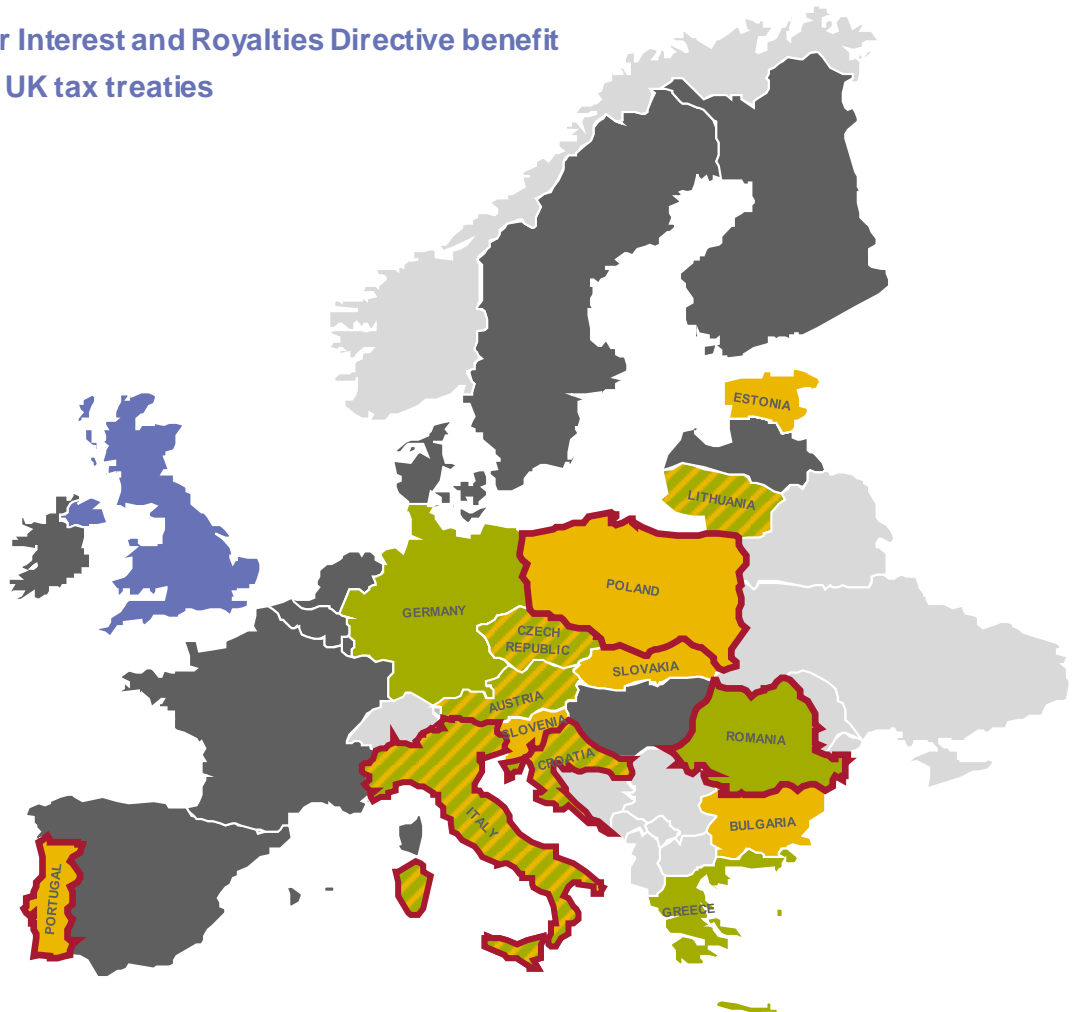 r Interest and Royalties Directive benefit
UK tax treaties
ESTONIA
LITHUANIA
POLAND
GERMANY
CZECH
REPUBLIC
SLOVAKIA
AUSTRIA
SLOVENIA
CROATIA
ROMANIA
ITALY
BULGARIA
PORTUGAL
GREECE